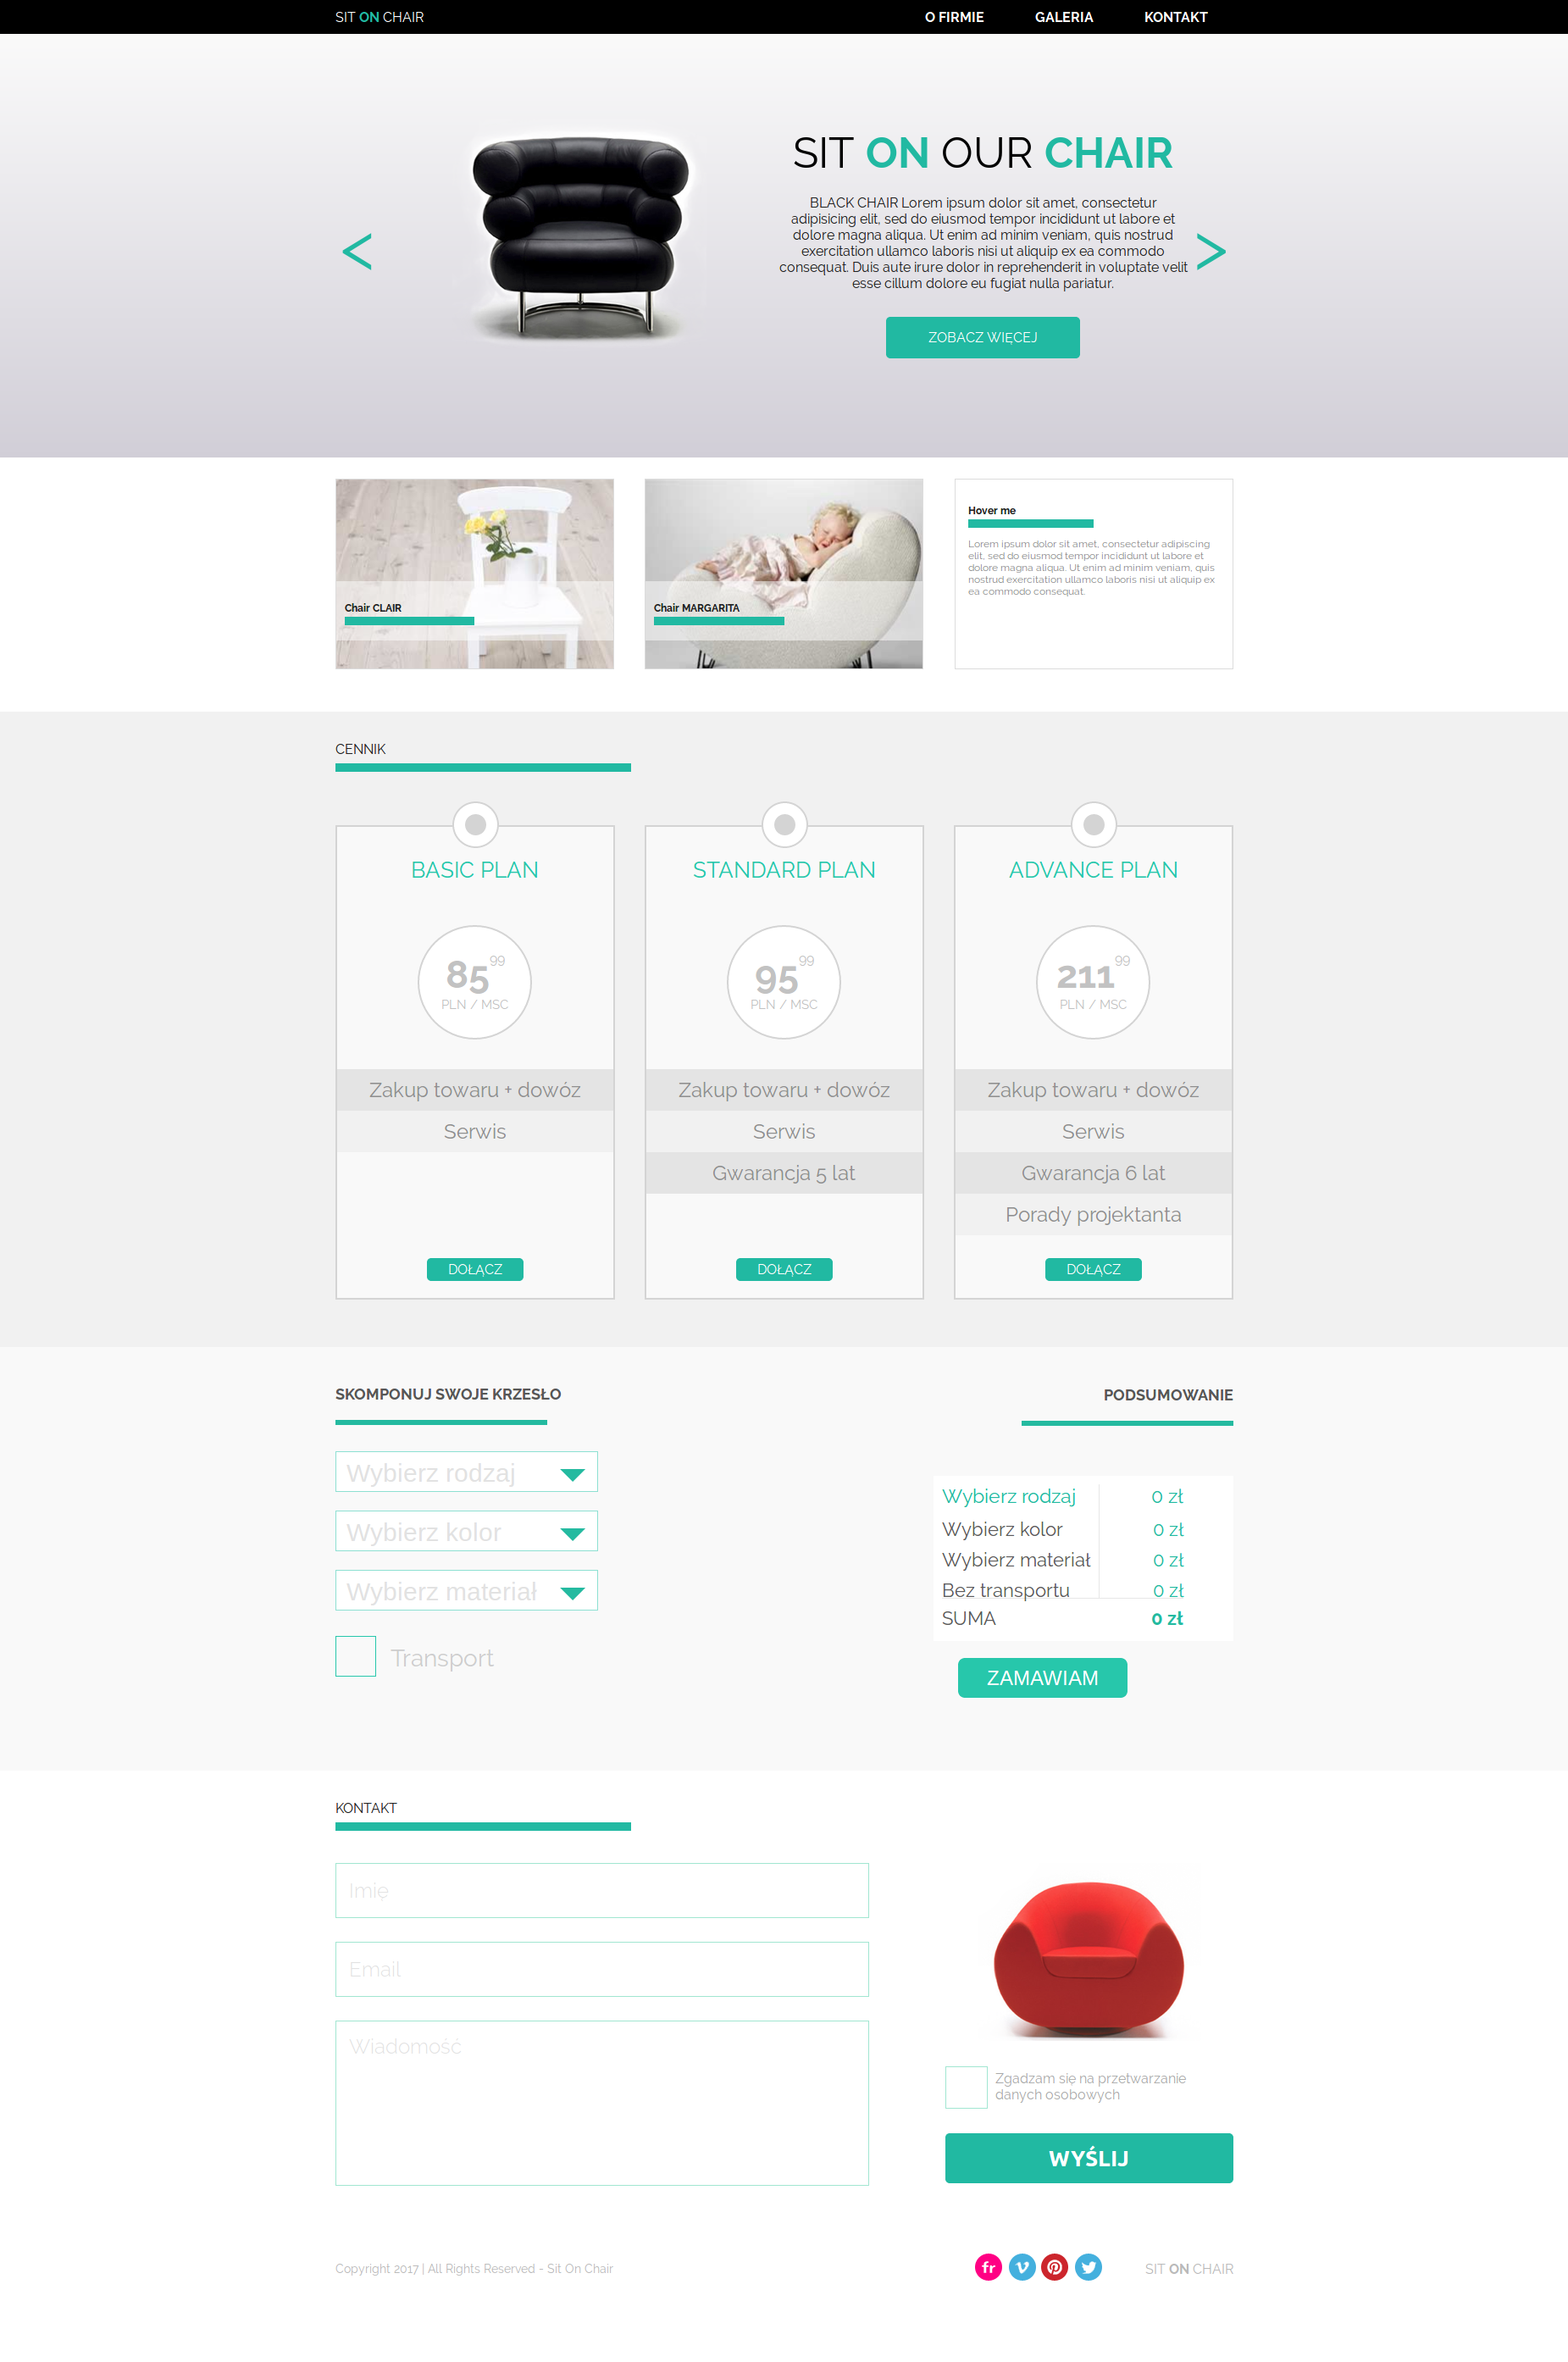 SIT ON CHAIR
O FIRMIE
GALERIA
KONTAKT
SIT ON OUR CHAIR
BLACK CHAIR Lorem ipsum dolor sit amet, consectetur
adipisicing elit, sed do eiusmod tempor incididunt ut labore et
dolore magna aliqua. Ut enim ad minim veniam, quis nostrud
exercitation ullamco laboris nisi ut aliquip ex ea commodo
consequat. Duis aute irure dolor in reprehenderit in voluptate velit
esse cillum dolore eu fugiat nulla pariatur.
< >
ZOBACZ WIĘCEJ
Chair CLAIR
Chair MARGARITA
Hover me
Lorem ipsum dolor sit amet, consectetur adipiscing
elit, sed do eiusmod tempor incididunt ut labore et
dolore magna aliqua. Ut enim ad minim veniam, quis
nostrud exercitation ullamco laboris nisi ut aliquip ex
ea commodo consequat.
CENNIK
BASIC PLAN
85 99
PLN / MSC
Zakup towaru + dowóz
Serwis
DOŁĄCZ
STANDARD PLAN
95 99
PLN / MSC
Zakup towaru + dowóz
Serwis
Gwarancja 5 lat
DOŁĄCZ
ADVANCE PLAN
211 99
PLN / MSC
Zakup towaru + dowóz
Serwis
Gwarancja 6 lat
Porady projektanta
DOŁĄCZ
SKOMPONUJ SWOJE KRZESŁO
Wybierz rodzaj
Wybierz kolor
Wybierz materiał
Transport
PODSUMOWANIE
Wybierz rodzaj 0 zł
Wybierz kolor 0 zł
Wybierz materiał 0 zł
Bez transportu 0 zł
SUMA 0 zł
ZAMAWIAM
KONTAKT
Imię
Email
Wiadomość
Zgadzam się na przetwarzanie
danych osobowych
WYŚLIJ
Copyright 2017 | All Rights Reserved - Sit On Chair
fr
SIT ON CHAIR